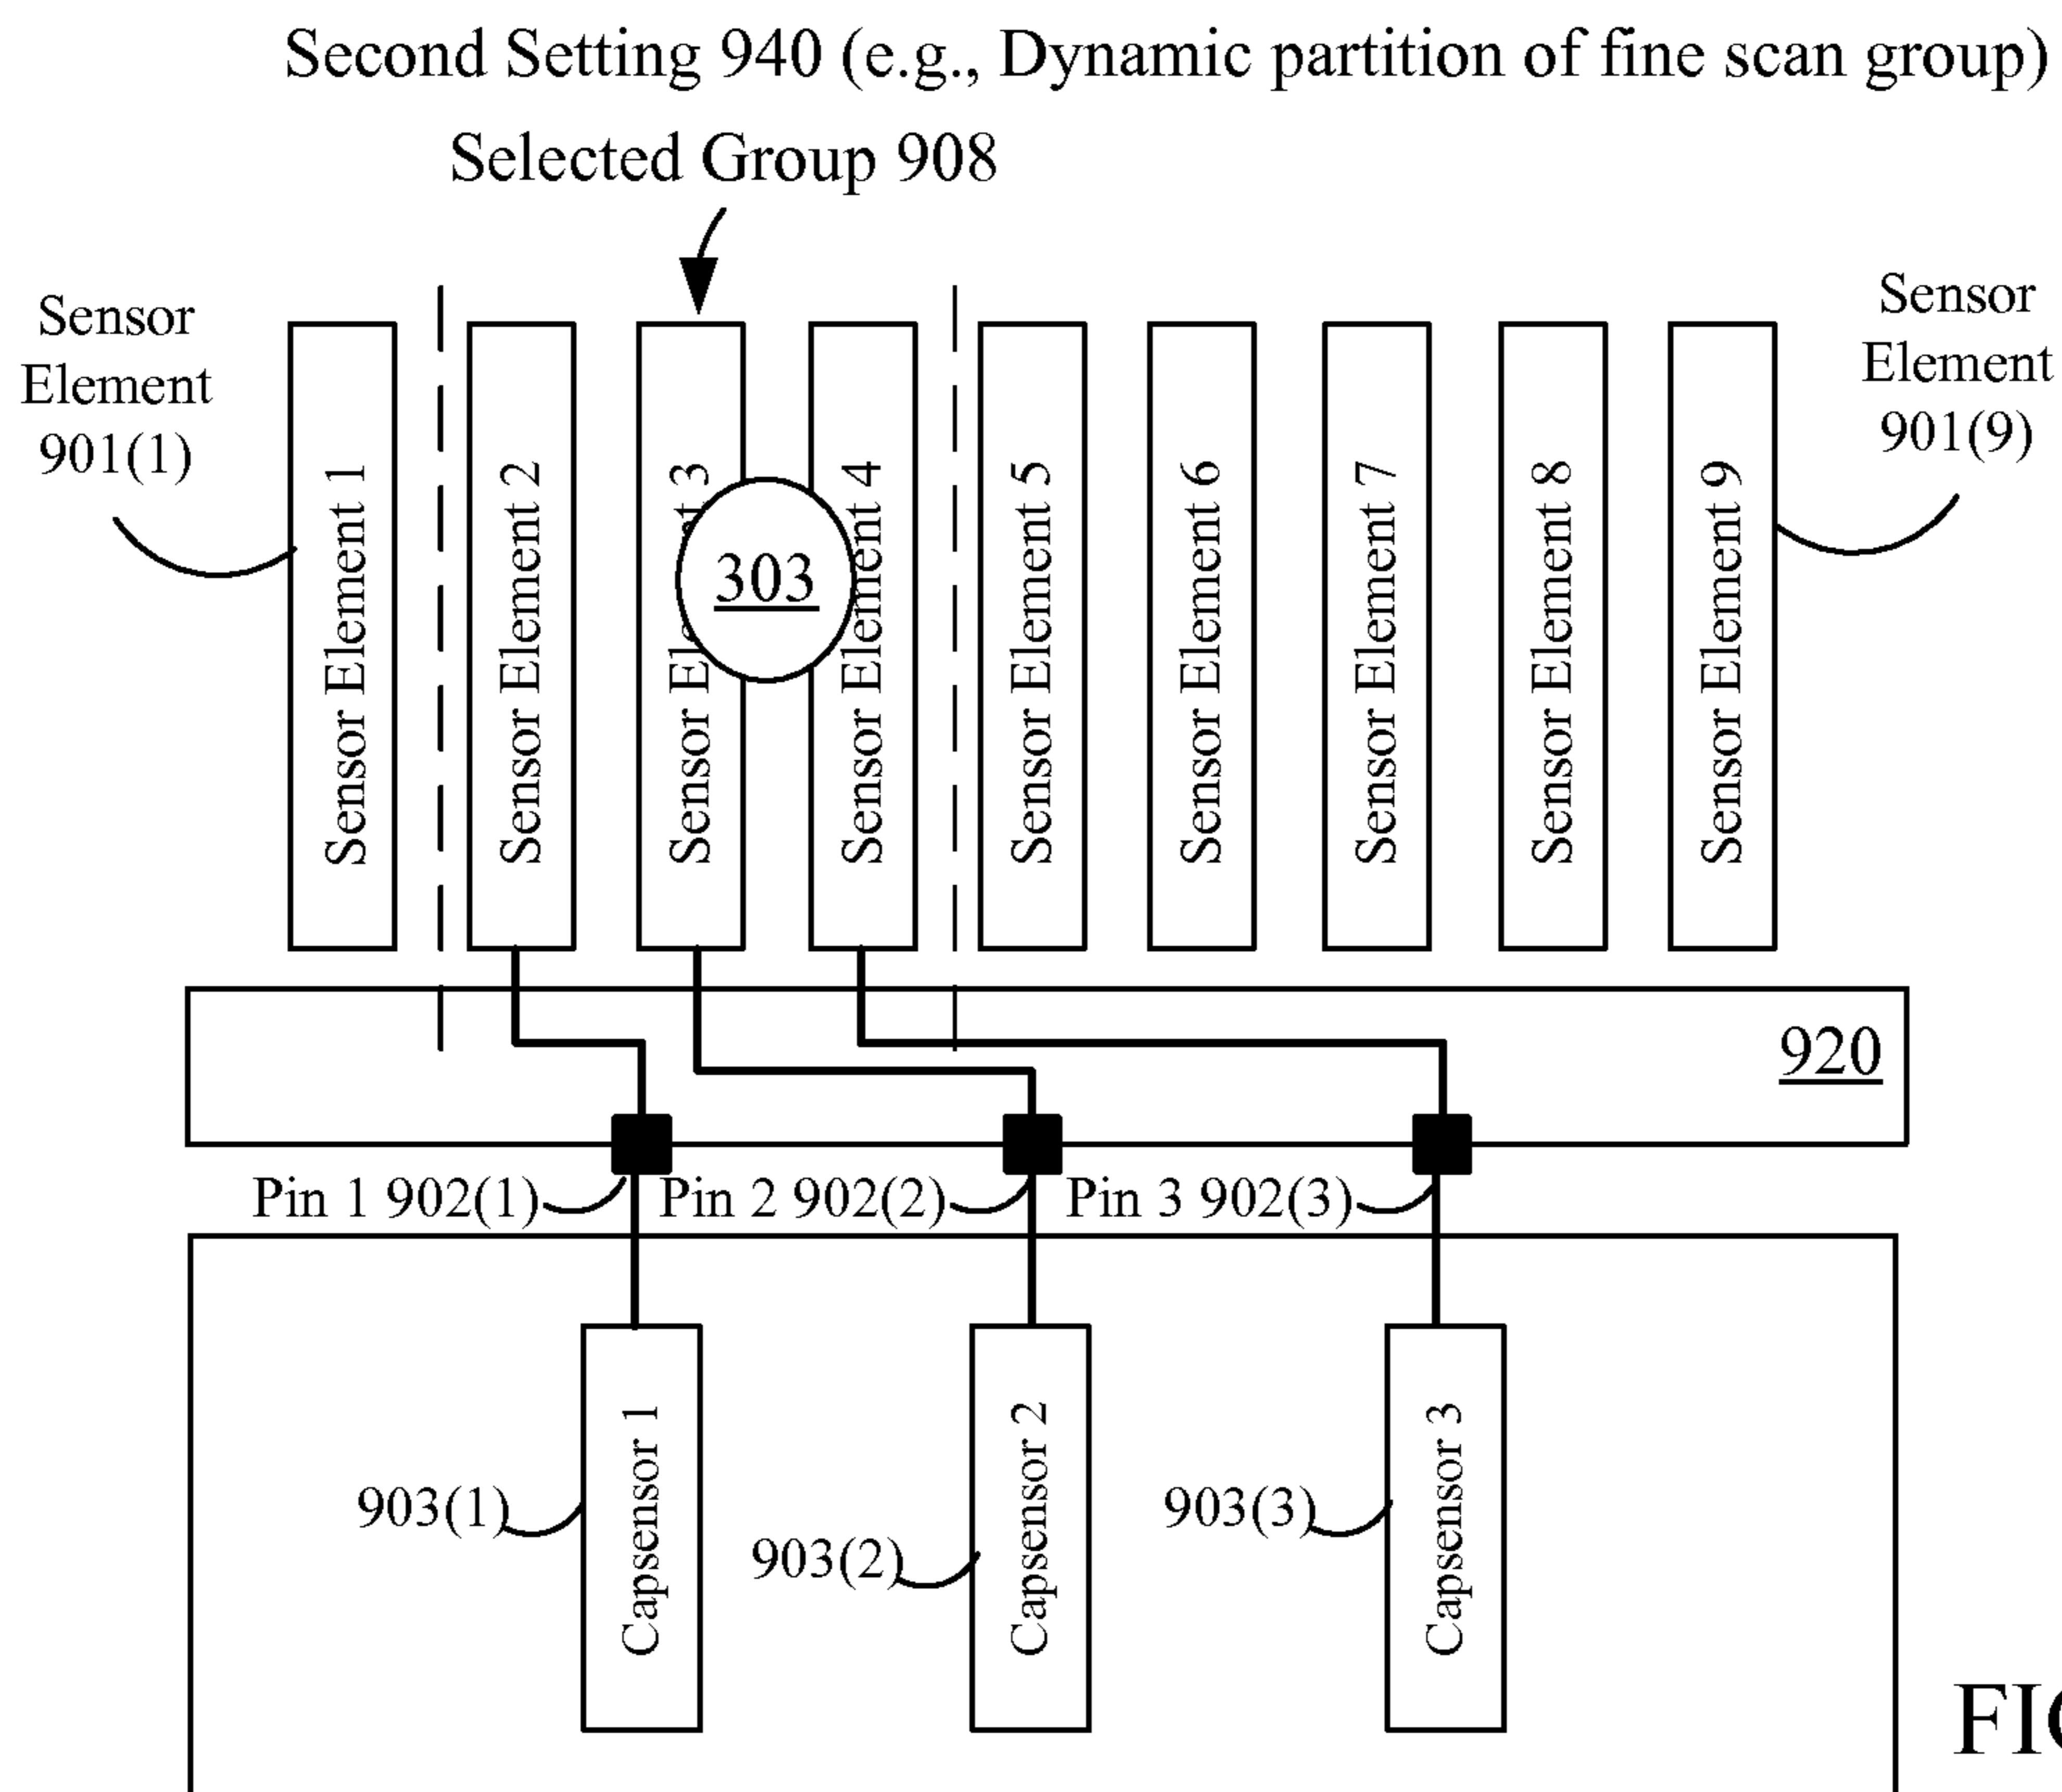 Second Setting 940 (e.g., Dynamic partition of fine scan group)
Selected Group 908
Sensor
Element
901(1)
Sensor
Element
901(9)
Sensor Element 1
Sensor Element 2
Sensor 3
Sensor Element 4
Sensor Element 5
Sensor Element 6
Sensor Element 7
Sensor Element 8
Sensor Element 9
303
920
Pin 1 902(1)
Pin 2 902(2)
Pin 3 902(3)
Capsensor 1
Capsensor 2
Capsensor 3
903(1)
903(2)
903(3)